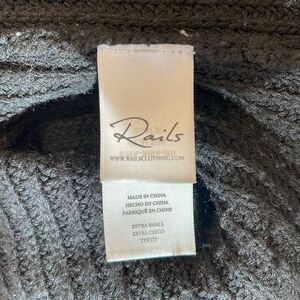 Rails
WWW.RAILSCLOTHING.COM
MADE IN CHINA
HECHO EN CHINA
FABRIQUÉ EN CHINE
EXTRA SMALL
EXTRA CHICO
TPETIT